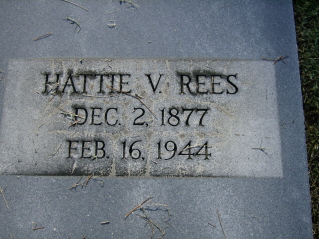 HATTIE V. REES
DEC. 2, 1877
FEB. 16, 1944